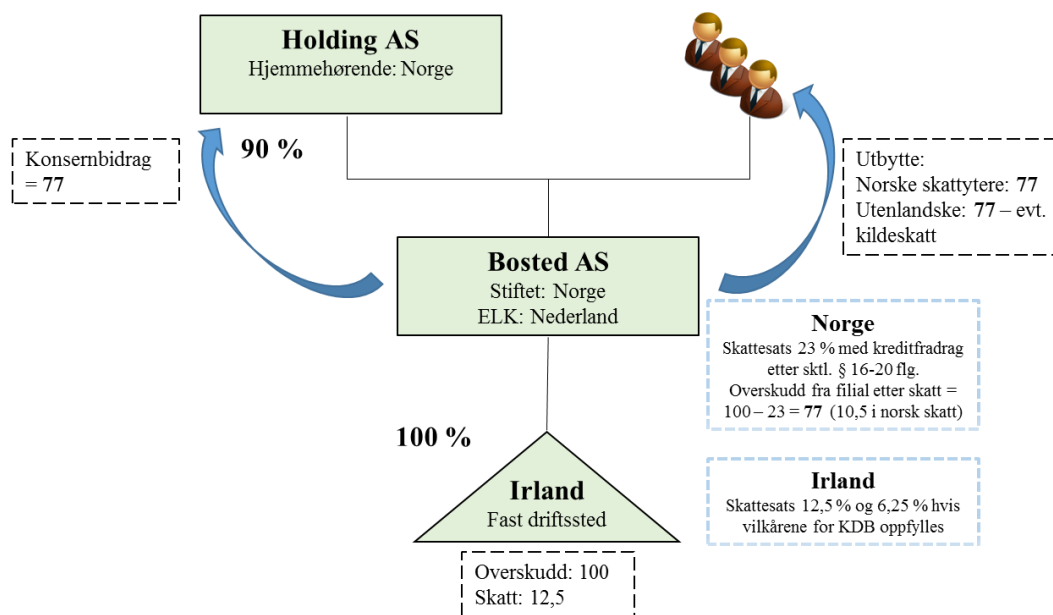 Holding AS
Hjemmehørende: Norge
Konsernbidrag
= 77
90 %
Utbytte:
Norske skattytere: 77
Utenlandske: 77 – evt.
kildeskatt
Bosted AS
Stiftet: Norge
ELK: Nederland
Norge
Skattesats 23 % med kreditfradrag
etter sktl. § 16-20 flg.
Overskudd fra filial etter skatt =
100 – 23 = 77 (10,5 i norsk skatt)
100 %
Irland
Fast driftssted
Irland
Skattesats 12,5 % og 6,25 % hvis
vilkårene for KDB oppfylles
Overskudd: 100
Skatt: 12,5